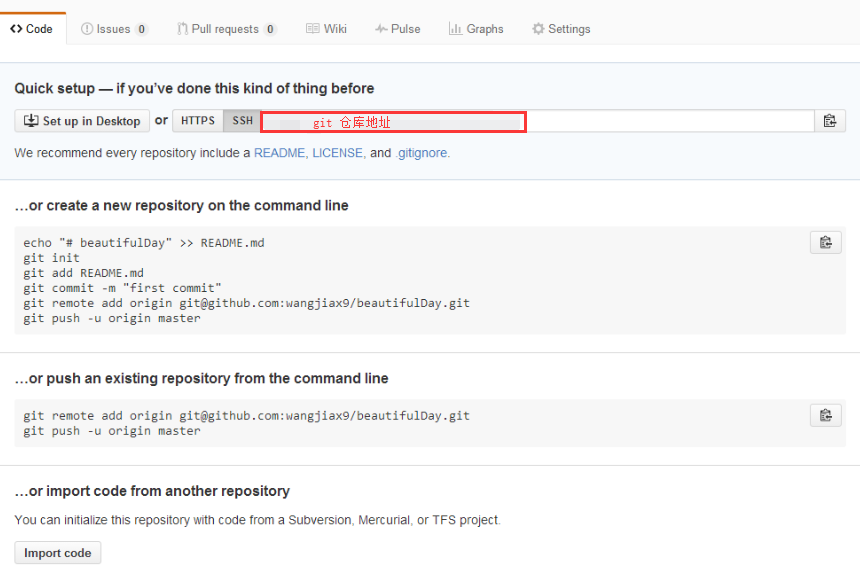 Code Issues 0 Pull requests 0 Wiki Pulse Graphs Settings
Quick setup — if you’ve done this kind of thing before
Set up in Desktop or HTTPS SSH git 仓库地址
We recommend every repository include a README, LICENSE, and .gitignore.
…or create a new repository on the command line
echo "# beautifulDay" >> README.md
git init
git add README.md
git commit -m "first commit"
git remote add origin git@github.com:wangjiax9/beautifulDay.git
git push -u origin master
…or push an existing repository from the command line
git remote add origin git@github.com:wangjiax9/beautifulDay.git
git push -u origin master
…or import code from another repository
You can initialize this repository with code from a Subversion, Mercurial, or TFS project.
Import code